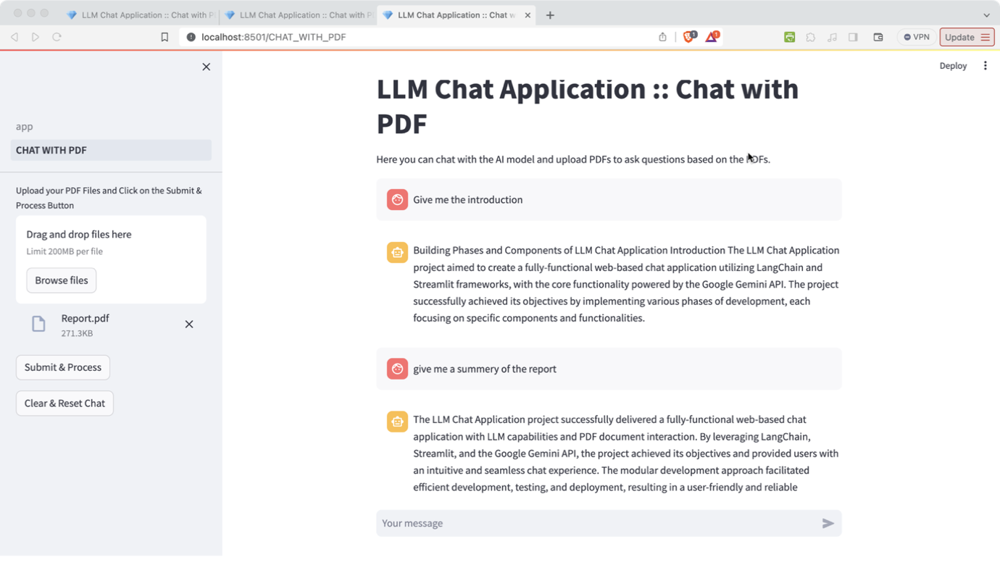 LLM Chat Application :: Chat with P
LLM Chat Application :: Chat with P
LLM Chat Application :: Chat w
localhost:8501/CHAT_WITH_PDF
1
1
VPN
Update
Deploy
app
CHAT WITH PDF
Upload your PDF Files and Click on the Submit &
Process Button
Drag and drop files here
Limit 200MB per file
Browse files
Report.pdf
271.3KB
Submit & Process
Clear & Reset Chat
LLM Chat Application :: Chat with
PDF
Here you can chat with the AI model and upload PDFs to ask questions based on the PDFs.
Give me the introduction
Building Phases and Components of LLM Chat Application Introduction The LLM Chat Application
project aimed to create a fully-functional web-based chat application utilizing LangChain and
Streamlit frameworks, with the core functionality powered by the Google Gemini API. The project
successfully achieved its objectives by implementing various phases of development, each
focusing on specific components and functionalities.
give me a summery of the report
The LLM Chat Application project successfully delivered a fully-functional web-based chat
application with LLM capabilities and PDF document interaction. By leveraging LangChain,
Streamlit, and the Google Gemini API, the project achieved its objectives and provided users with
an intuitive and seamless chat experience. The modular development approach facilitated
efficient development, testing, and deployment, resulting in a user-friendly and reliable
Your message